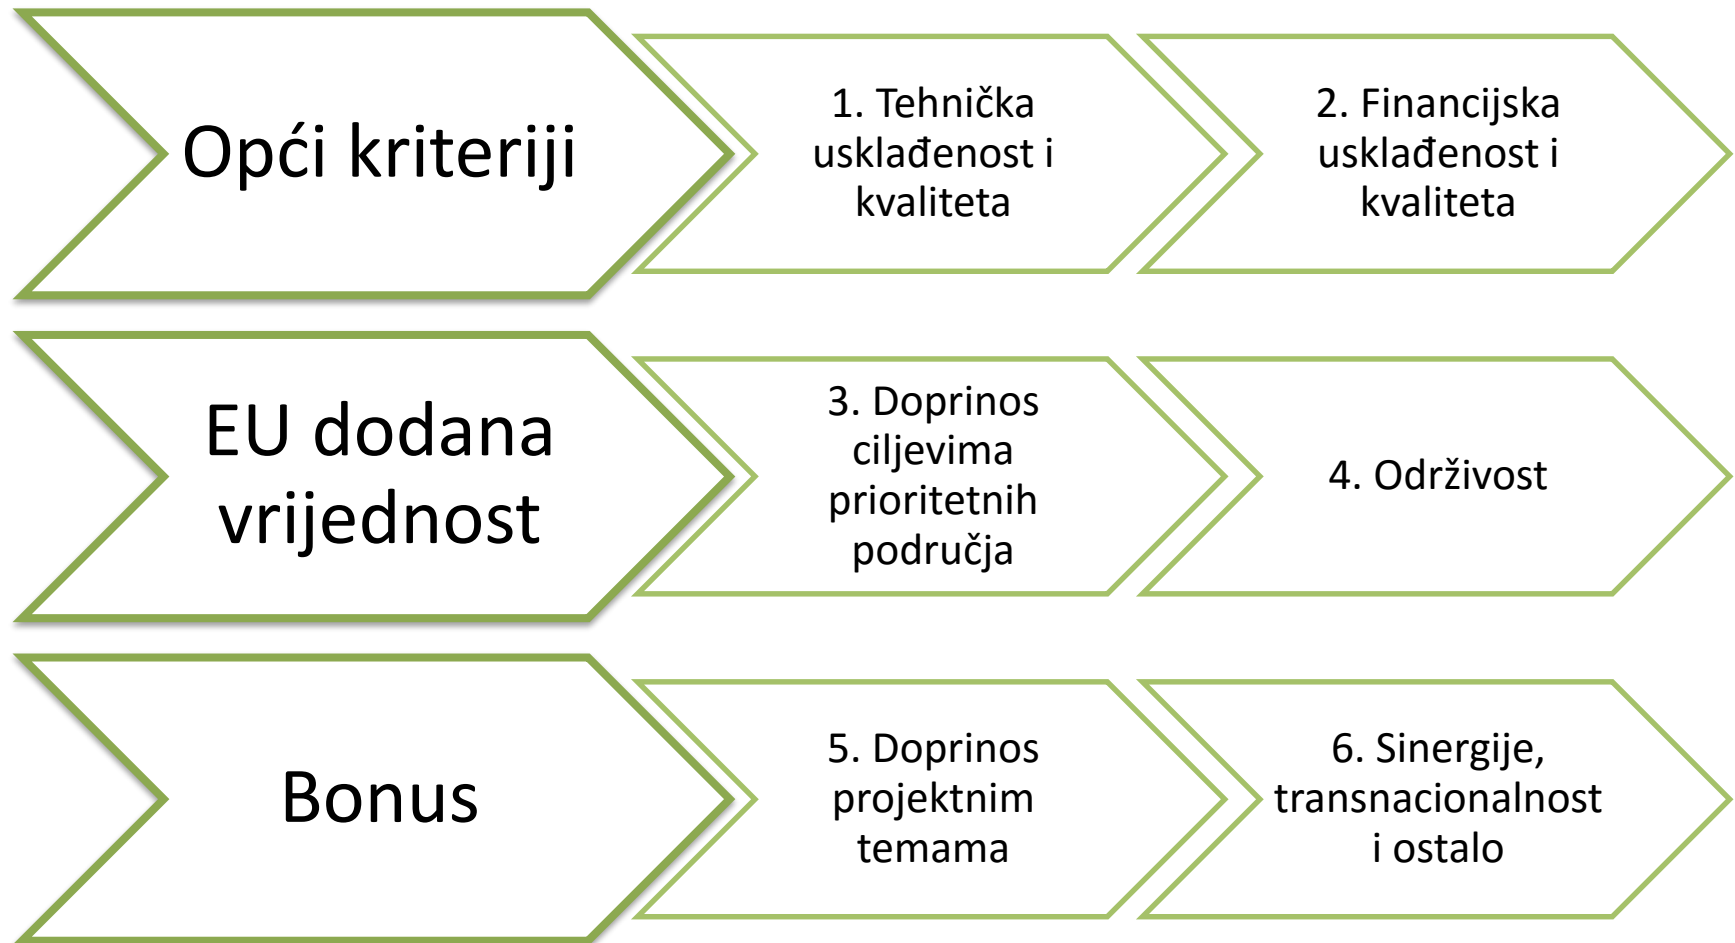 Opći kriteriji
1. Tehnička
usklađenost i
kvaliteta
2. Financijska
usklađenost i
kvaliteta
EU dodana
vrijednost
3. Doprinos
ciljevima
prioritetnih
područja
4. Održivost
Bonus
5. Doprinos
projektnim
temama
6. Sinergije,
transnacionalnost
i ostalo